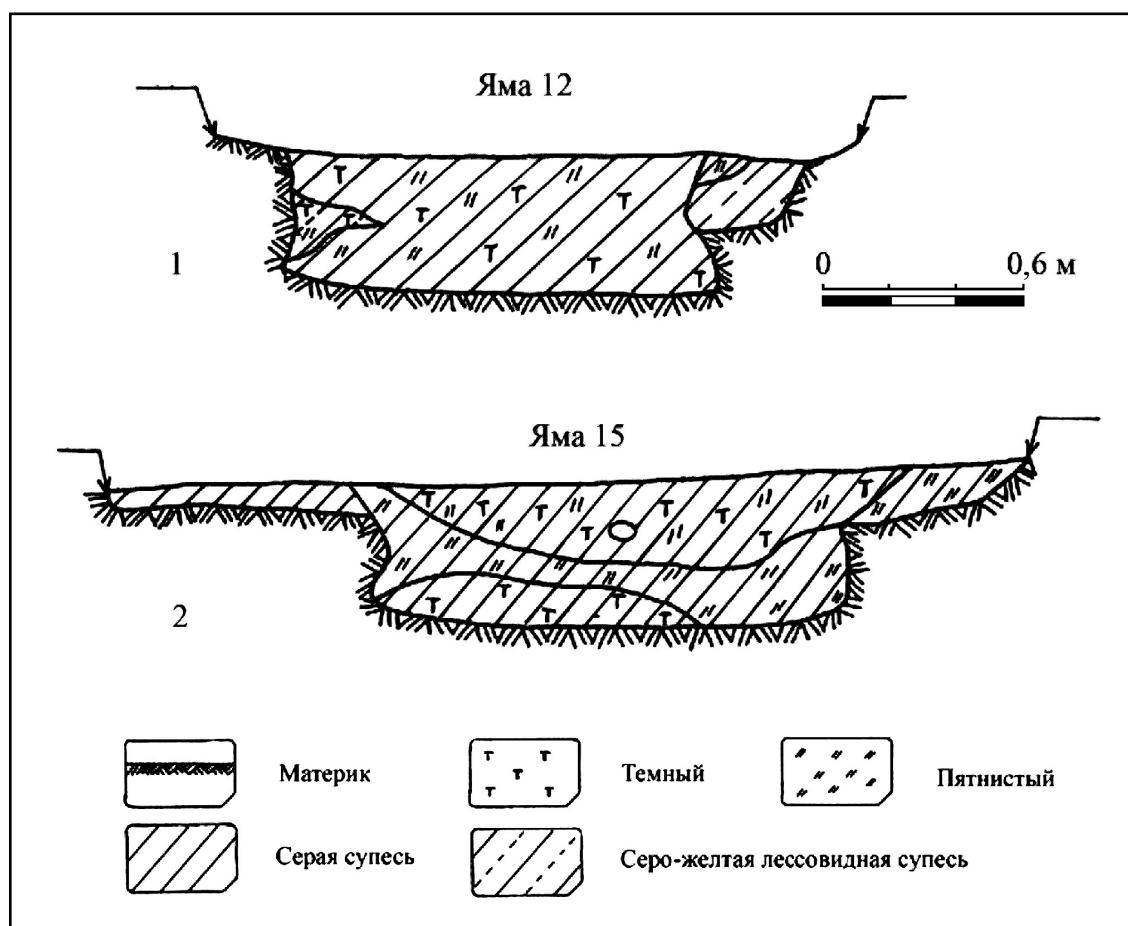 Яма 12
1
0 0,6 м
Яма 15
2
Материк
Темный
Пятнистый
Серая супесь
Серо-желтая лессовидная супесь